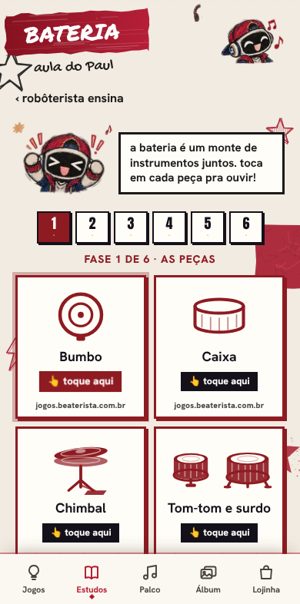 BATERIA
aula do Paul
‹ robôterista ensina
a bateria é um monte de
instrumentos juntos. toca
em cada peça pra ouvir!
1 2 3 4 5 6
FASE 1 DE 6 · AS PEÇAS
Bumbo
👆 toque aqui
jogos.beaterista.com.br
Caixa
👆 toque aqui
jogos.beaterista.com.br
Chimbal
👆 toque aqui
Tom-tom e surdo
👆 toque aqui
Jogos Estudos Palco Álbum Lojinha